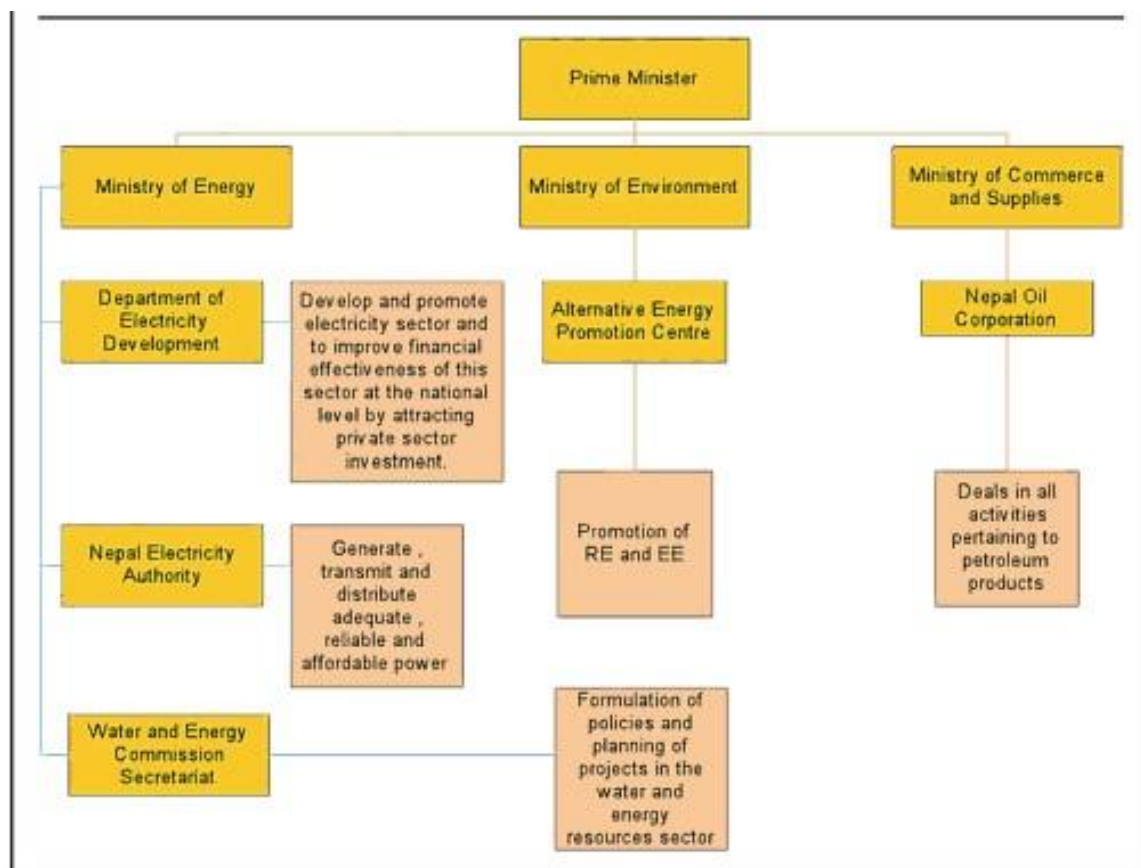 Prime Minister
Ministry of Energy
Ministry of Environment
Ministry of Commerce
and Supplies
Department of
Electricity
Development
Develop and promote
electricity sector and
to improve financial
effectiveness of this
sector at the national
level by attracting
private sector
investment.
Alternative Energy
Promotion Centre
Nepal Oil
Corporation
Nepal Electricity
Authority
Generate ,
transmit and
distribute
adequate ,
reliable and
affordable power
Promotion of
RE and EE
Deals in all
activities
pertaining to
petroleum
products
Water and Energy
Commission
Secretariat
Formulation of
policies and
planning of
projects in the
water and
energy
resources sector